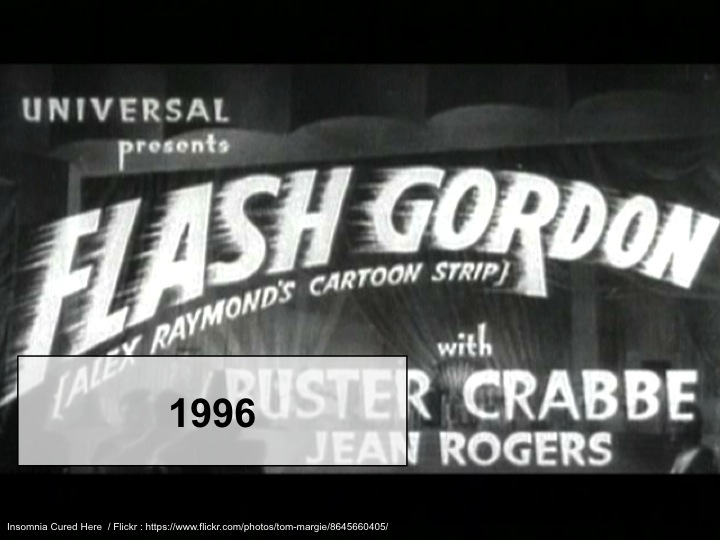 UNIVERSAL
presents
FLASH GORDON
[ALEX RAYMOND'S CARTOON STRIP]
with
BUSTER CRABBE
JEAN ROGERS
1996
Insomnia Cured Here / Flickr : https://www.flickr.com/photos/tom-margie/8645660405/